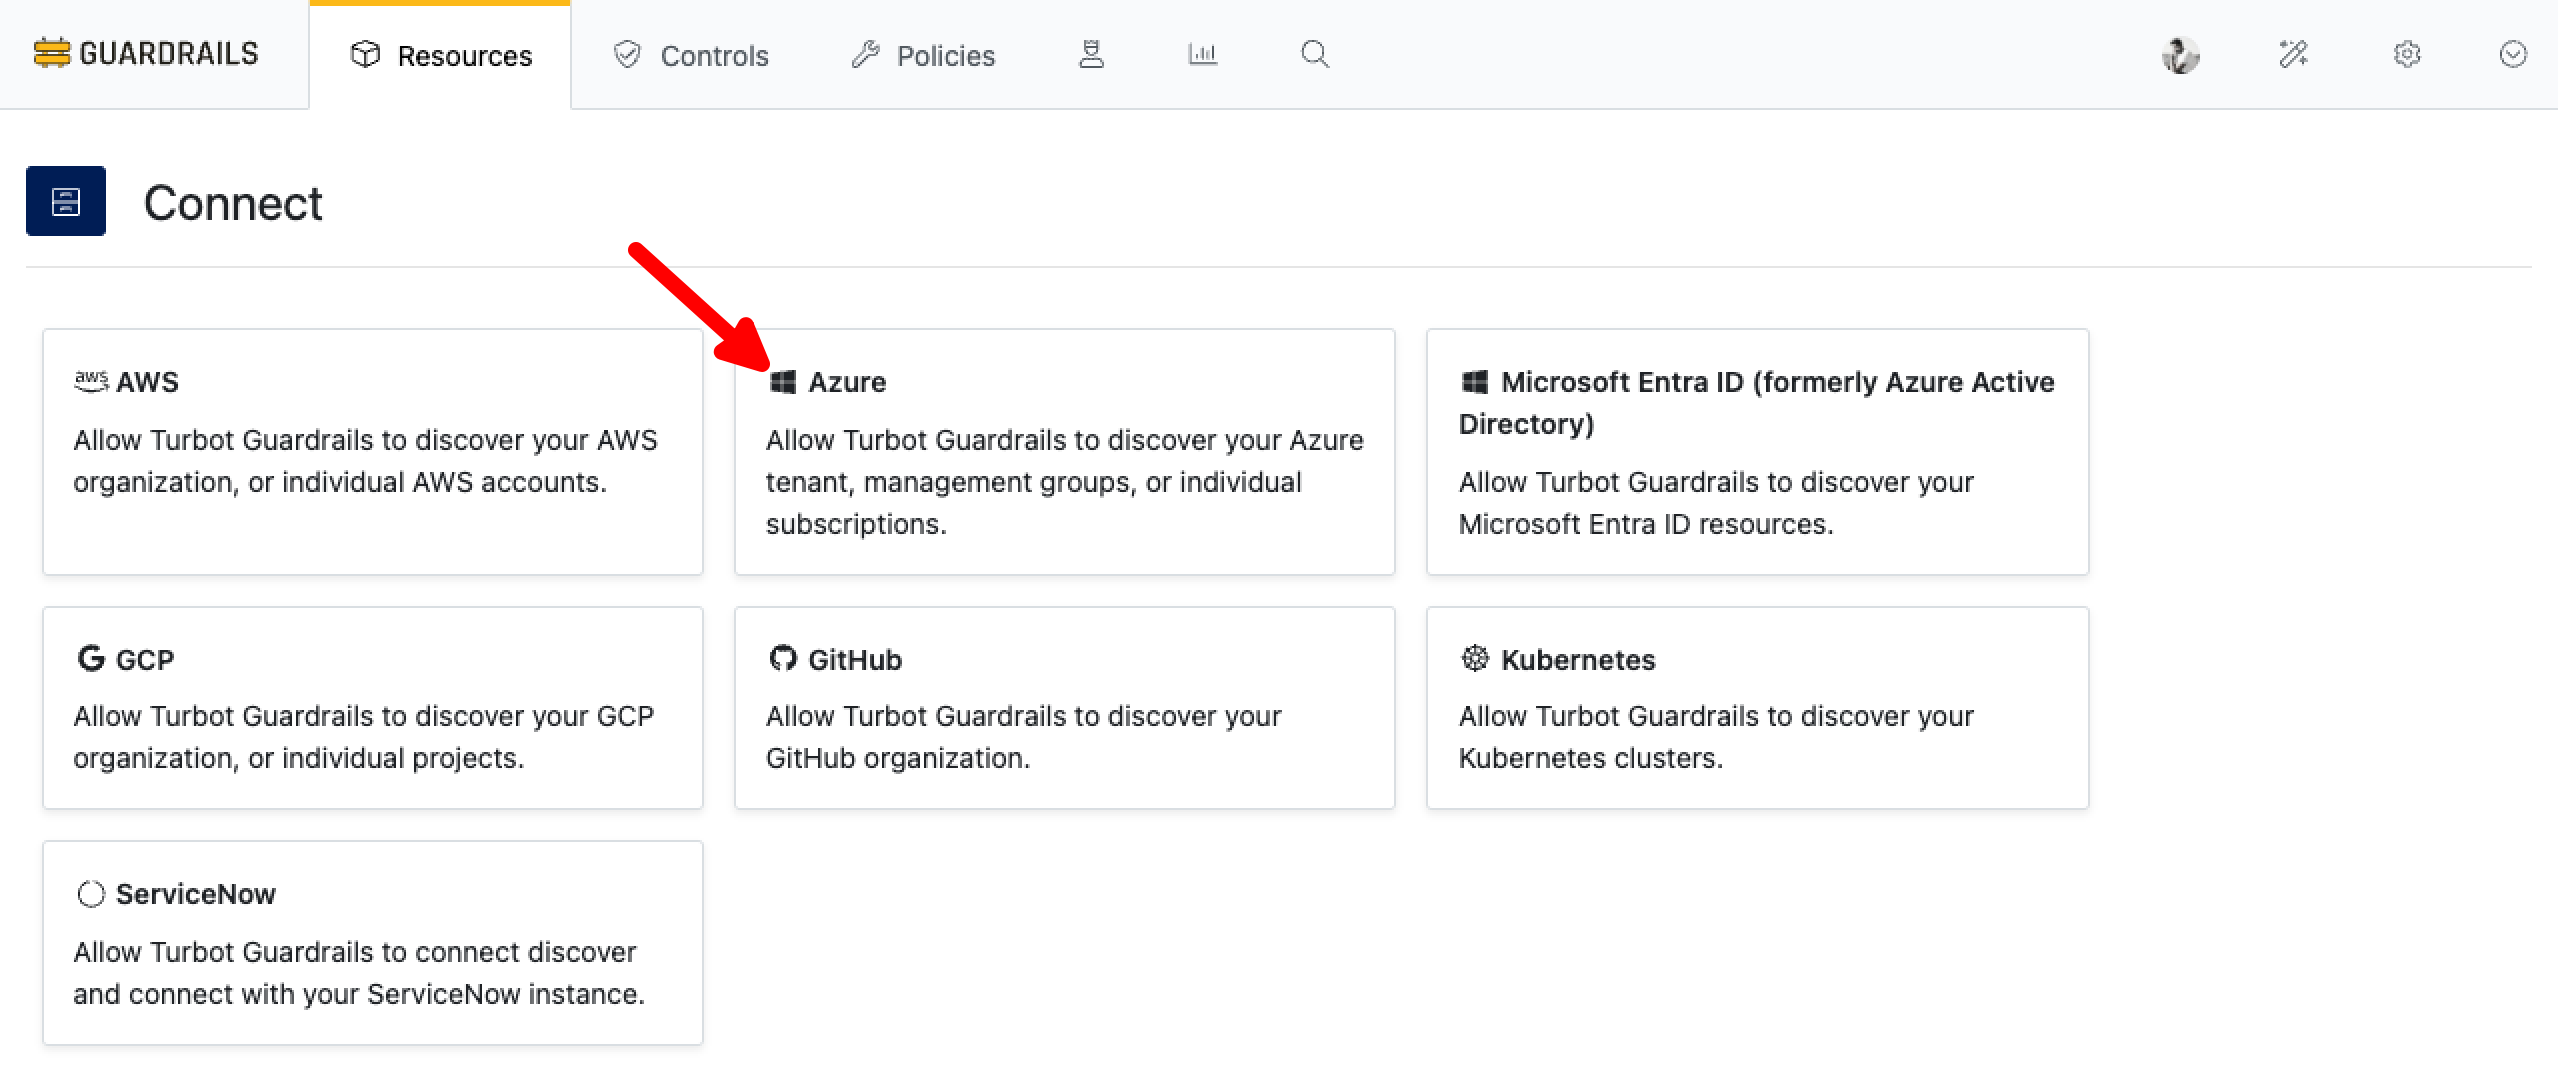 GUARDRAILS
Resources
Controls
Policies
Connect
aws AWS
Allow Turbot Guardrails to discover your AWS
organization, or individual AWS accounts.
Azure
Allow Turbot Guardrails to discover your Azure
tenant, management groups, or individual
subscriptions.
Microsoft Entra ID (formerly Azure Active
Directory)
Allow Turbot Guardrails to discover your
Microsoft Entra ID resources.
GCP
Allow Turbot Guardrails to discover your GCP
organization, or individual projects.
GitHub
Allow Turbot Guardrails to discover your
GitHub organization.
Kubernetes
Allow Turbot Guardrails to discover your
Kubernetes clusters.
ServiceNow
Allow Turbot Guardrails to connect discover
and connect with your ServiceNow instance.